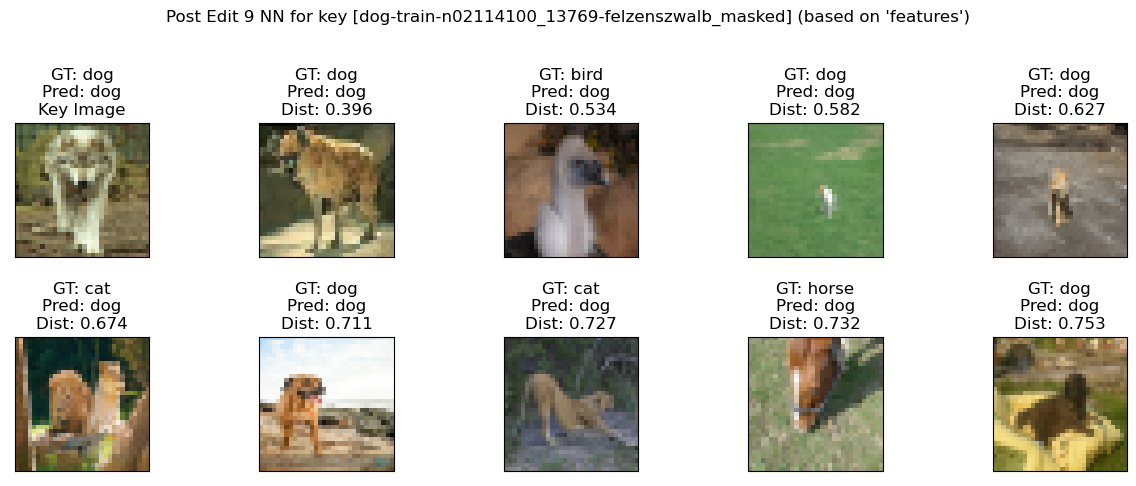 Post Edit 9 NN for key [dog-train-n02114100_13769-felzenszwalb_masked] (based on 'features')
GT: dog
Pred: dog
Key Image
GT: dog
Pred: dog
Dist: 0.396
GT: bird
Pred: dog
Dist: 0.534
GT: dog
Pred: dog
Dist: 0.582
GT: dog
Pred: dog
Dist: 0.627
GT: cat
Pred: dog
Dist: 0.674
GT: dog
Pred: dog
Dist: 0.711
GT: cat
Pred: dog
Dist: 0.727
GT: horse
Pred: dog
Dist: 0.732
GT: dog
Pred: dog
Dist: 0.753